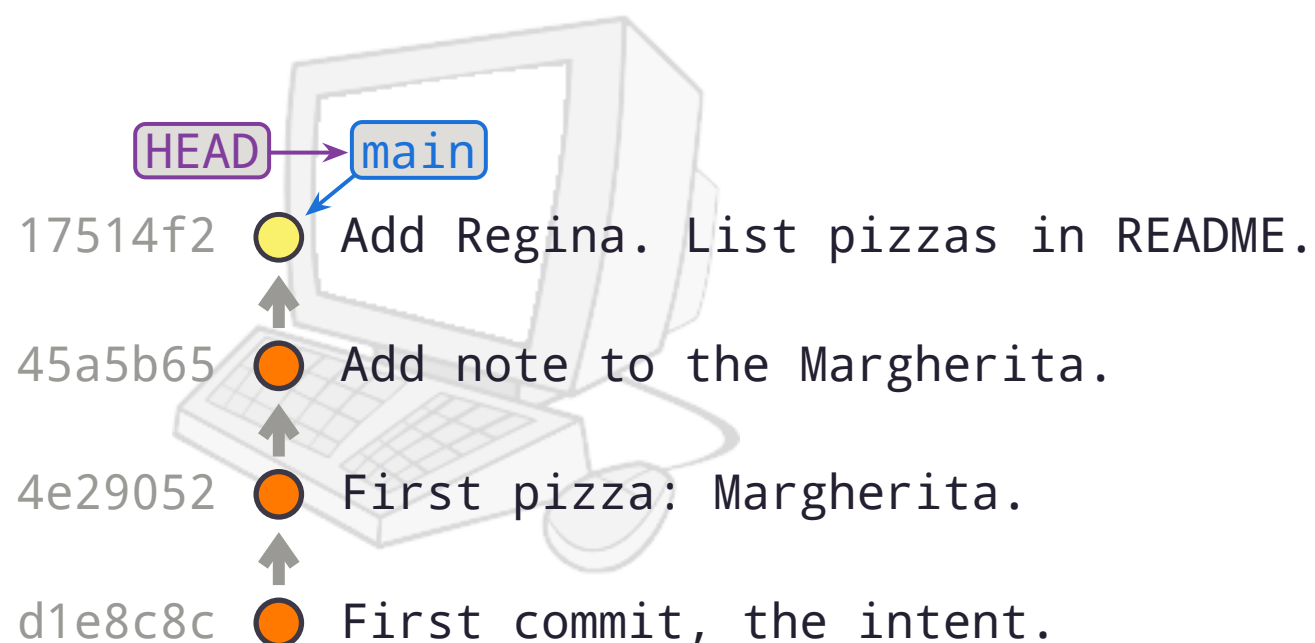 HEAD main
17514f2 Add Regina. List pizzas in README.
45a5b65 Add note to the Margherita.
4e29052 First pizza: Margherita.
d1e8c8c First commit, the intent.